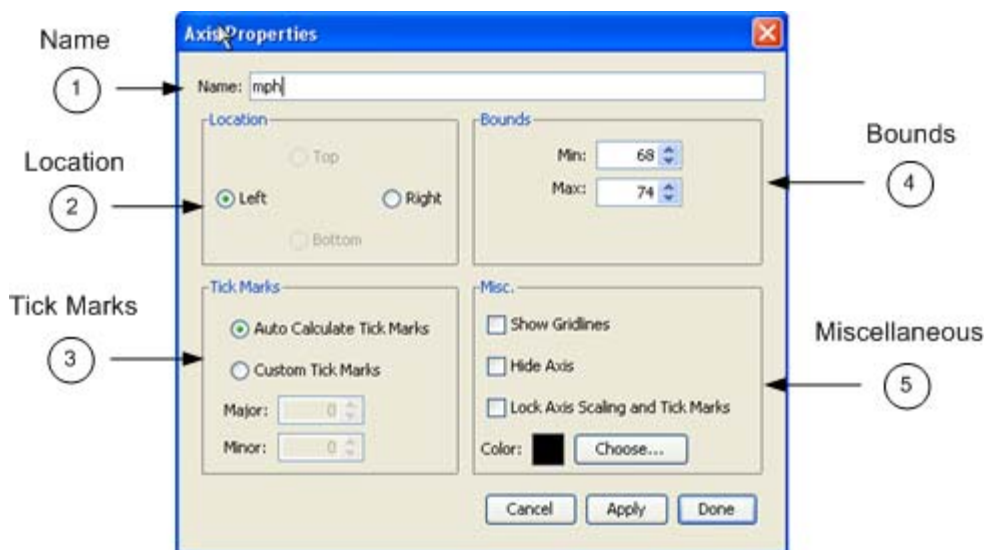 Axis Properties
Name
1
Name: mph
Location
2
Location
Top
Left
Right
Bottom
Bounds
Min: 68
Max: 74
Bounds
4
Tick Marks
3
Tick Marks
Auto Calculate Tick Marks
Custom Tick Marks
Major: 0
Minor: 0
Misc.
Show Gridlines
Hide Axis
Lock Axis Scaling and Tick Marks
Color:
Choose...
Miscellaneous
5
Cancel
Apply
Done